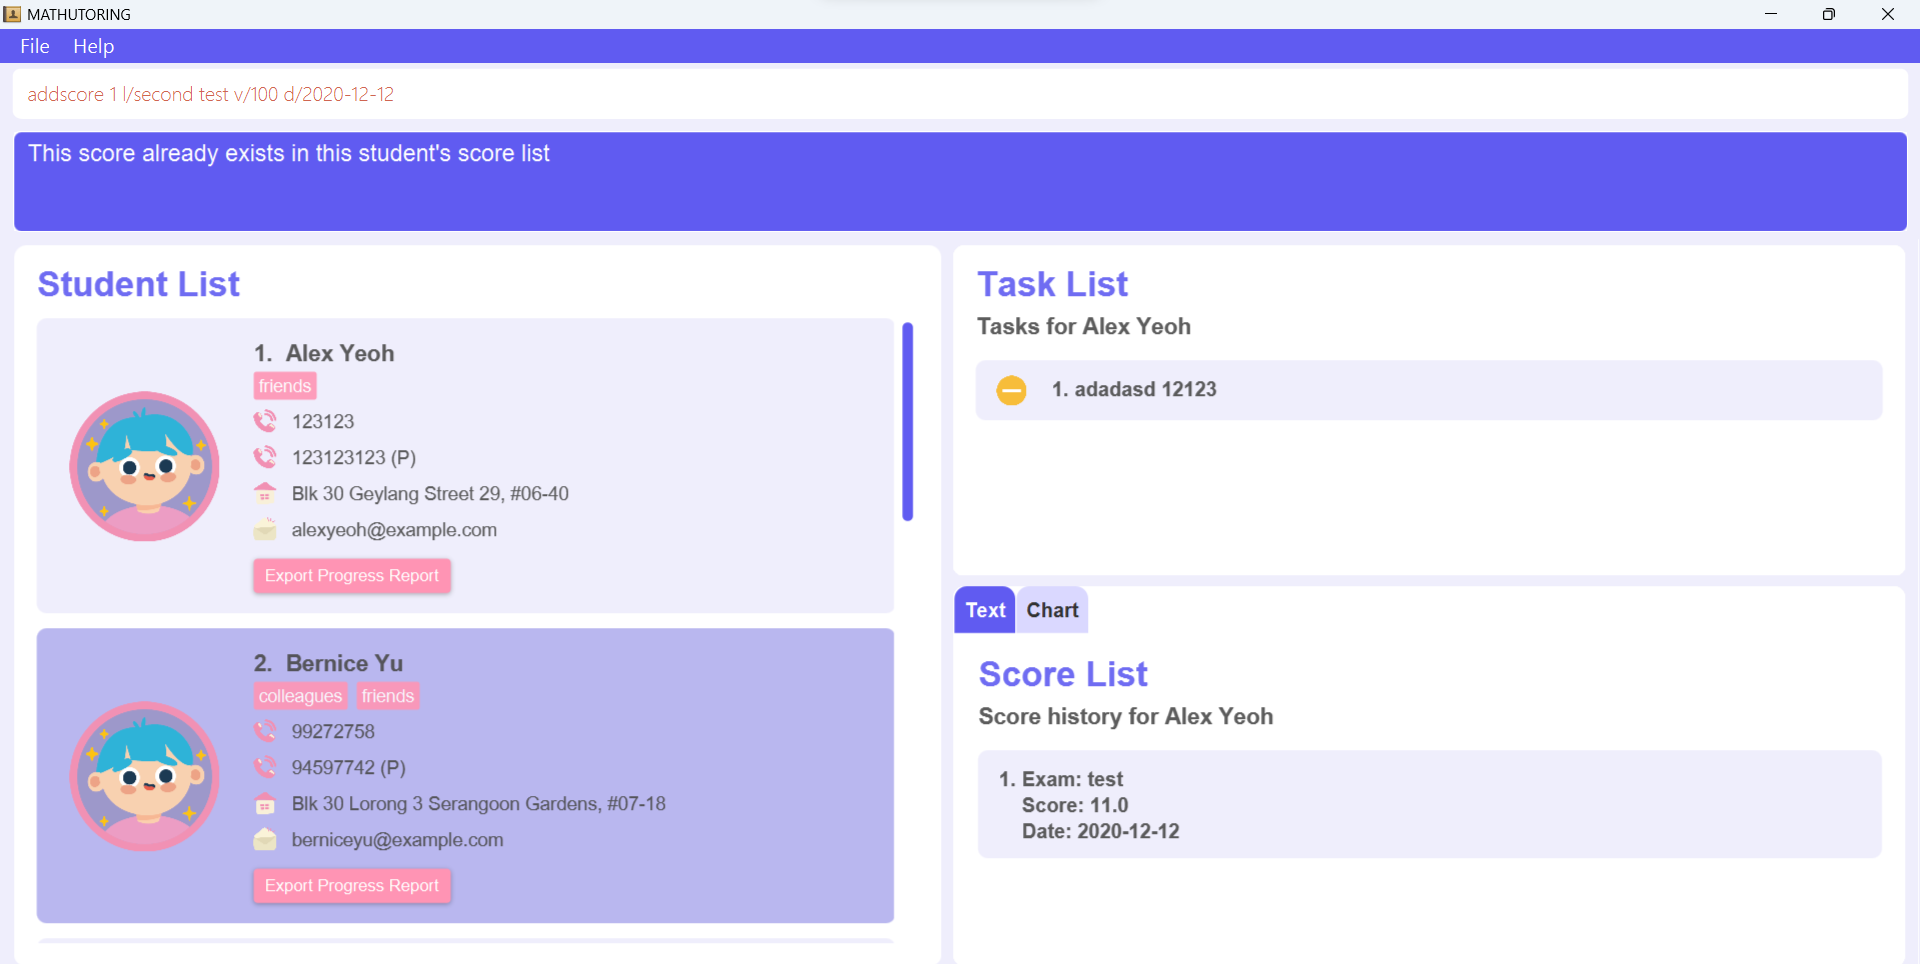 MATHUTORING
File Help
addscore 1 l/second test v/100 d/2020-12-12
This score already exists in this student's score list
Student List
1. Alex Yeoh
friends
123123
123123123 (P)
Blk 30 Geylang Street 29, #06-40
alexyeoh@example.com
Export Progress Report
2. Bernice Yu
colleagues friends
99272758
94597742 (P)
Blk 30 Lorong 3 Serangoon Gardens, #07-18
berniceyu@example.com
Export Progress Report
Task List
Tasks for Alex Yeoh
1. adadasd 12123
Text Chart
Score List
Score history for Alex Yeoh
1. Exam: test
Score: 11.0
Date: 2020-12-12